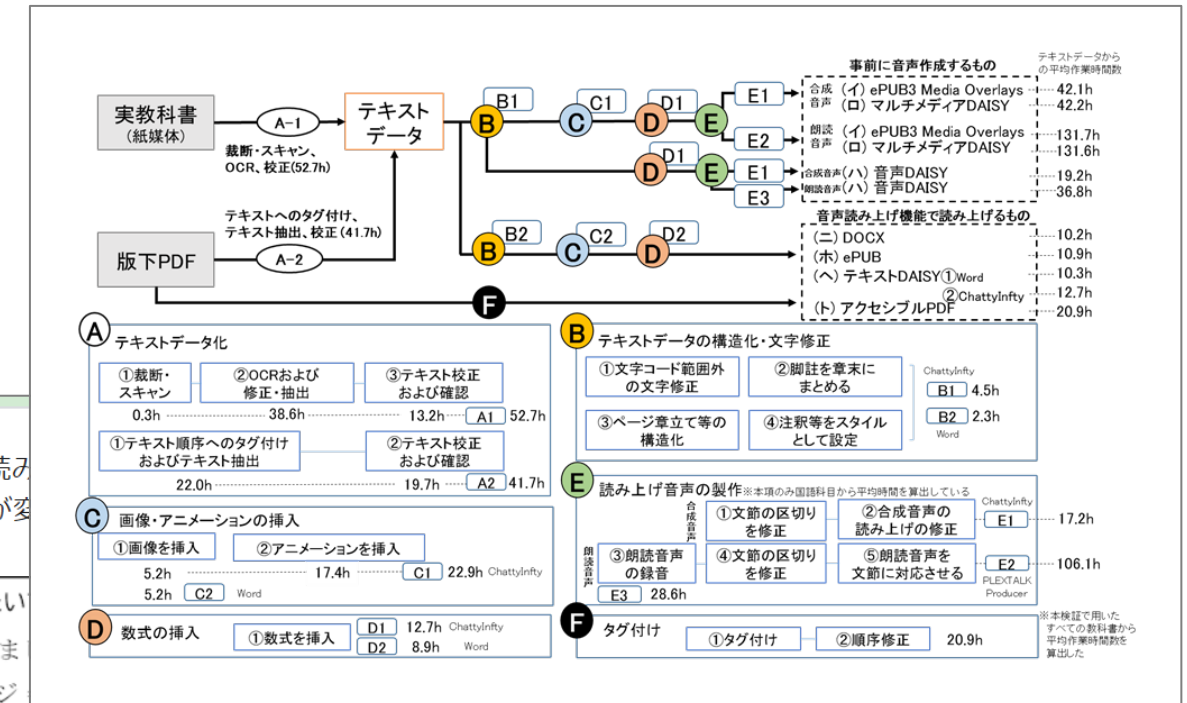 テキストデータから
の平均作業時間数
事前に音声作成するもの
実教科書
(紙媒体)
A-1
裁断・スキャン、
OCR、校正(52.7h)
テキスト
データ
B1
B
C1
C
D1
D
E
E1
合成
音声
(イ) ePUB3 Media Overlays
42.1h
(ロ) マルチメディアDAISY
42.2h
E2
朗読
音声
(イ) ePUB3 Media Overlays
131.7h
(ロ) マルチメディアDAISY
131.6h
D1
D
E
E1
合成音声(ハ) 音声DAISY
19.2h
E3
朗読音声(ハ) 音声DAISY
36.8h
テキストへのタグ付け、
テキスト抽出、校正 (41.7h)
版下PDF
A-2
B2
B
C2
C
D2
D
音声読み上げ機能で読み上げるもの
(ニ) DOCX
10.2h
(ホ) ePUB
10.9h
(ヘ) テキストDAISY①Word
10.3h
②ChattyInfty
12.7h
(ト) アクセシブルPDF
20.9h
F
A
テキストデータ化
①裁断・
スキャン
②OCRおよび
修正・抽出
③テキスト校正
および確認
0.3h
38.6h
13.2h
A1
52.7h
①テキスト順序へのタグ付け
およびテキスト抽出
②テキスト校正
および確認
22.0h
19.7h
A2
41.7h
B
テキストデータの構造化・文字修正
①文字コード範囲外
の文字修正
②脚註を章末に
まとめる
③ページ章立て等の
構造化
④注釈等をスタイル
として設定
ChattyInfty
B1
4.5h
B2
2.3h
Word
C
画像・アニメーションの挿入
①画像を挿入
②アニメーションを挿入
5.2h
17.4h
C1
22.9h ChattyInfty
5.2h
C2
Word
D
数式の挿入
①数式を挿入
D1
12.7h ChattyInfty
D2
8.9h Word
E
読み上げ音声の製作※本項のみ国語科目から平均時間を算出している
合成音声
①文節の区切り
を修正
②合成音声の
読み上げの修正
ChattyInfty
E1
17.2h
朗読音声
③朗読音声
の録音
④文節の区切り
を修正
⑤朗読音声を
文節に対応させる
E2
106.1h
PLEXTALK
Producer
E3
28.6h
F
タグ付け
①タグ付け
②順序修正
20.9h
※本検証で用いた
すべての教科書から
平均作業時間数を
算出した